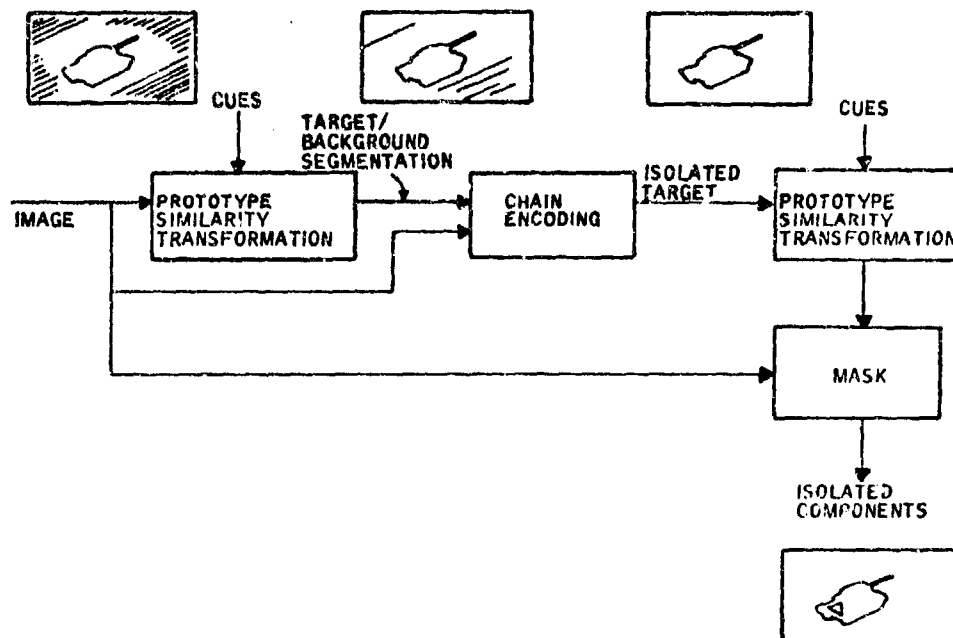 CUES
TARGET/
BACKGROUND
SEGMENTATION
CUES
IMAGE
PROTOTYPE
SIMILARITY
TRANSFORMATION
CHAIN
ENCODING
ISOLATED
TARGET
PROTOTYPE
SIMILARITY
TRANSFORMATION
MASK
ISOLATED
COMPONENTS